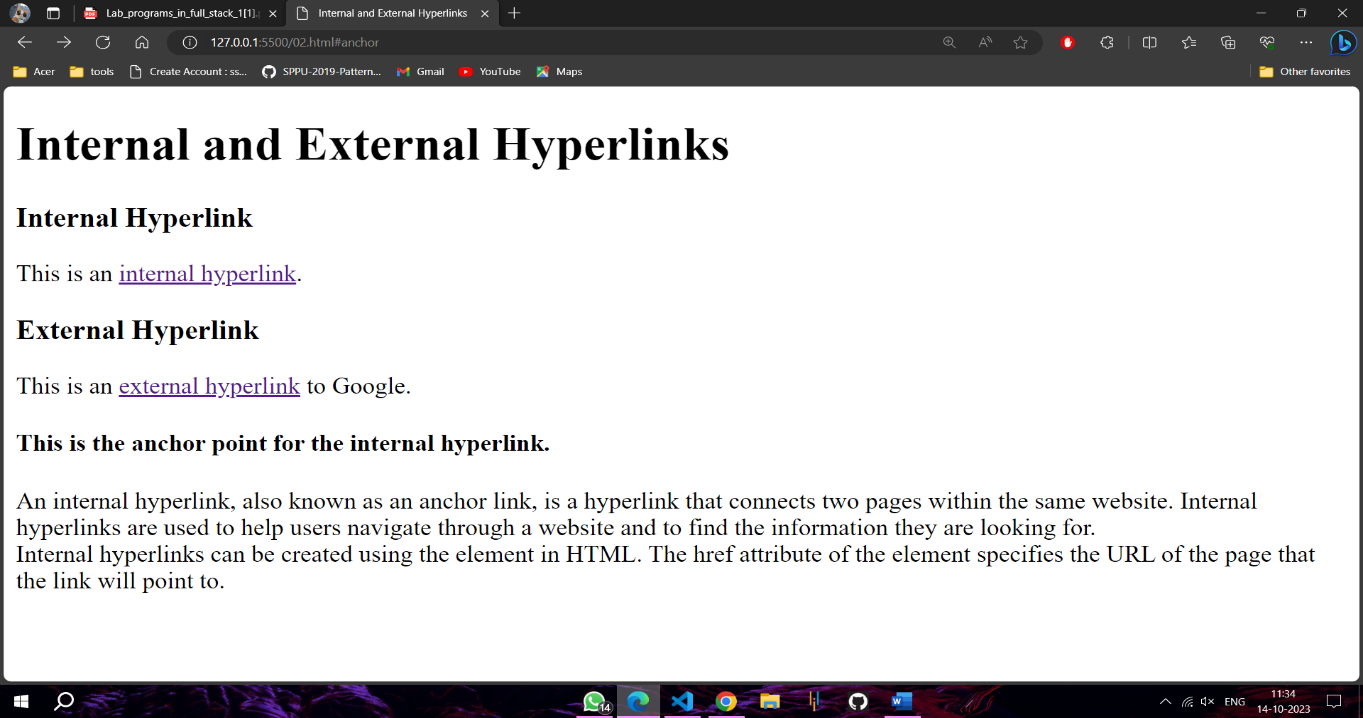 Lab_programs_in_full_stack_1[1].
Internal and External Hyperlinks
127.0.0.1:5500/02.html#anchor
Acer tools Create Account : ss... SPPU-2019-Pattern... Gmail YouTube Maps Other favorites
Internal and External Hyperlinks
Internal Hyperlink
This is an internal hyperlink.
External Hyperlink
This is an external hyperlink to Google.
This is the anchor point for the internal hyperlink.
An internal hyperlink, also known as an anchor link, is a hyperlink that connects two pages within the same website. Internal
hyperlinks are used to help users navigate through a website and to find the information they are looking for.
Internal hyperlinks can be created using the element in HTML. The href attribute of the element specifies the URL of the page that
the link will point to.
14
ENG
11:34
14-10-2023